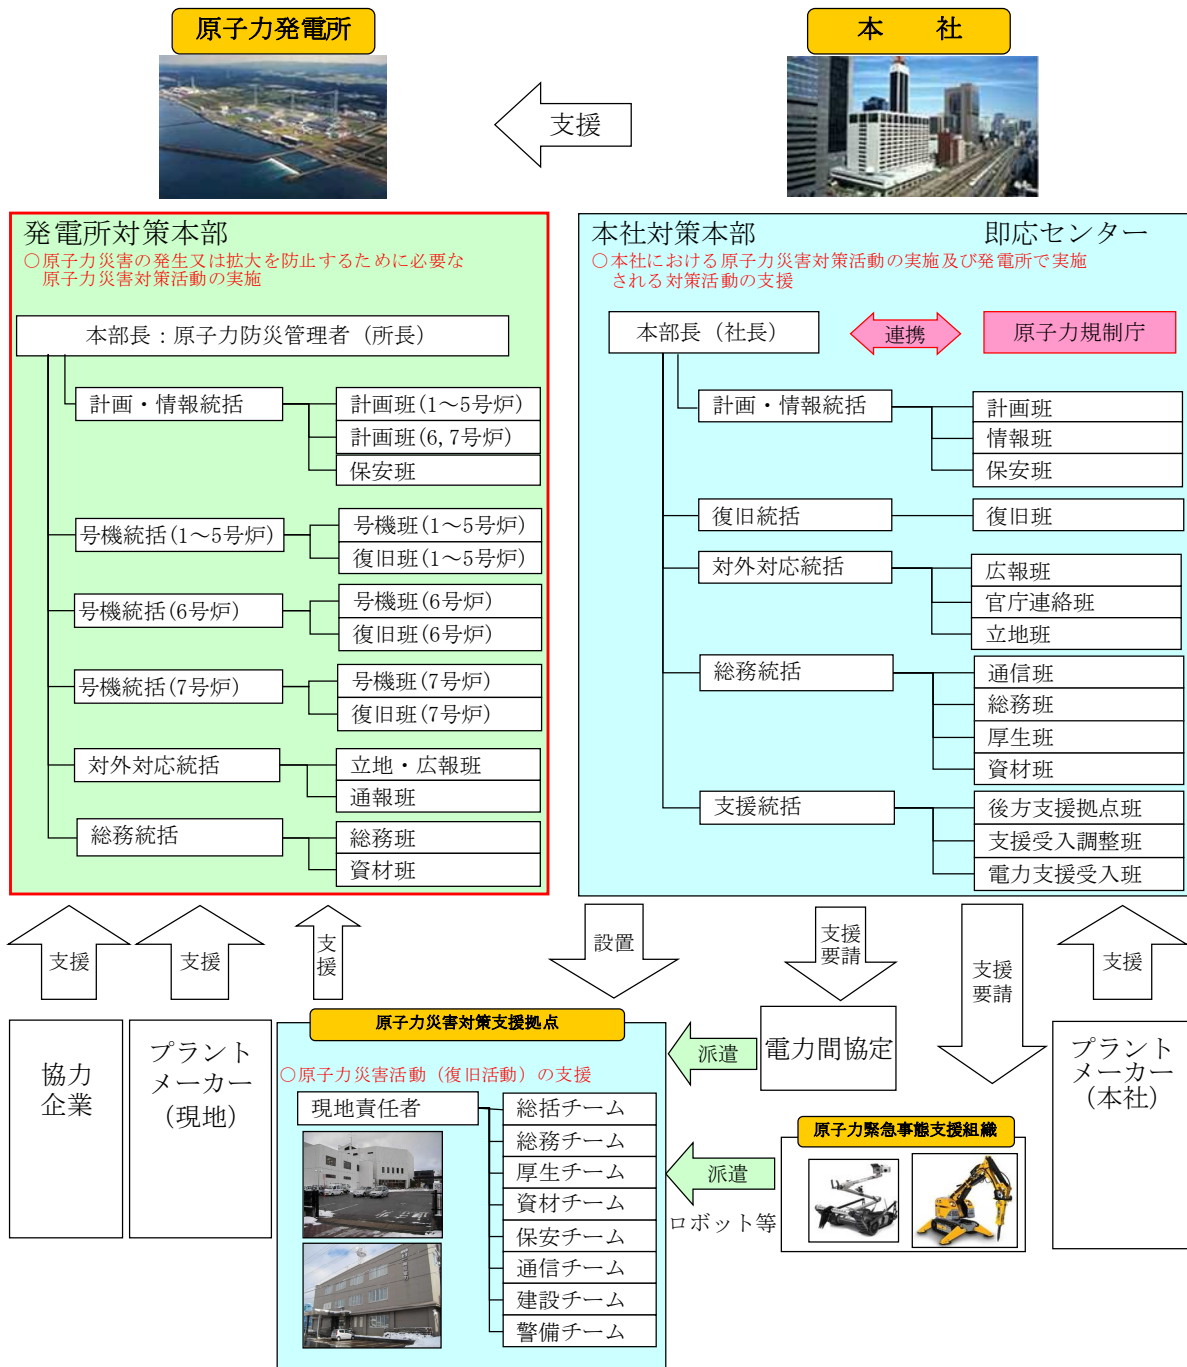 原子力発電所
本　　社
支援
発電所対策本部
○原子力災害の発生又は拡大を防止するために必要な
原子力災害対策活動の実施
本部長：原子力防災管理者（所長）
計画・情報統括
計画班(1～5号炉)
計画班(6,7号炉)
保安班
号機統括(1～5号炉)
号機班(1～5号炉)
復旧班(1～5号炉)
号機統括(6号炉)
号機班(6号炉)
復旧班(6号炉)
号機統括(7号炉)
号機班(7号炉)
復旧班(7号炉)
対外対応統括
立地・広報班
通報班
総務統括
総務班
資材班
本社対策本部
即応センター
○本社における原子力災害対策活動の実施及び発電所で実施
される対策活動の支援
本部長（社長）
連携
原子力規制庁
計画・情報統括
計画班
情報班
保安班
復旧統括
復旧班
対外対応統括
広報班
官庁連絡班
立地班
総務統括
通信班
総務班
厚生班
資材班
支援統括
後方支援拠点班
支援受入調整班
電力支援受入班
支援
支援
支援
設置
支援
要請
支援
要請
支援
協力
企業
プラント
メーカー
（現地）
原子力災害対策支援拠点
○原子力災害活動（復旧活動）の支援
現地責任者
総括チーム
総務チーム
厚生チーム
資材チーム
保安チーム
通信チーム
建設チーム
警備チーム
派遣
電力間協定
派遣
ロボット等
原子力緊急事態支援組織
プラント
メーカー
（本社）